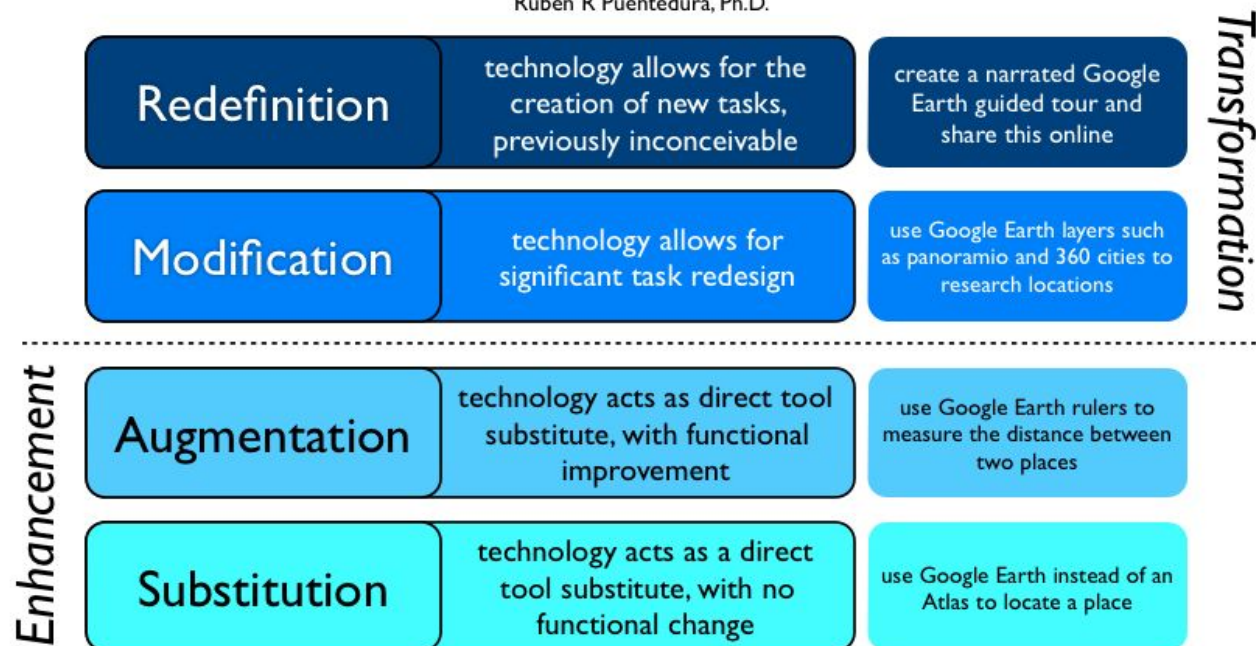 Ruben R Puentedura, Ph.D.
Transformation
Redefinition
technology allows for the
creation of new tasks,
previously inconceivable
create a narrated Google
Earth guided tour and
share this online
Modification
technology allows for
significant task redesign
use Google Earth layers such
as panoramio and 360 cities to
research locations
Enhancement
Augmentation
technology acts as direct tool
substitute, with functional
improvement
use Google Earth rulers to
measure the distance between
two places
Substitution
technology acts as a direct
tool substitute, with no
functional change
use Google Earth instead of an
Atlas to locate a place